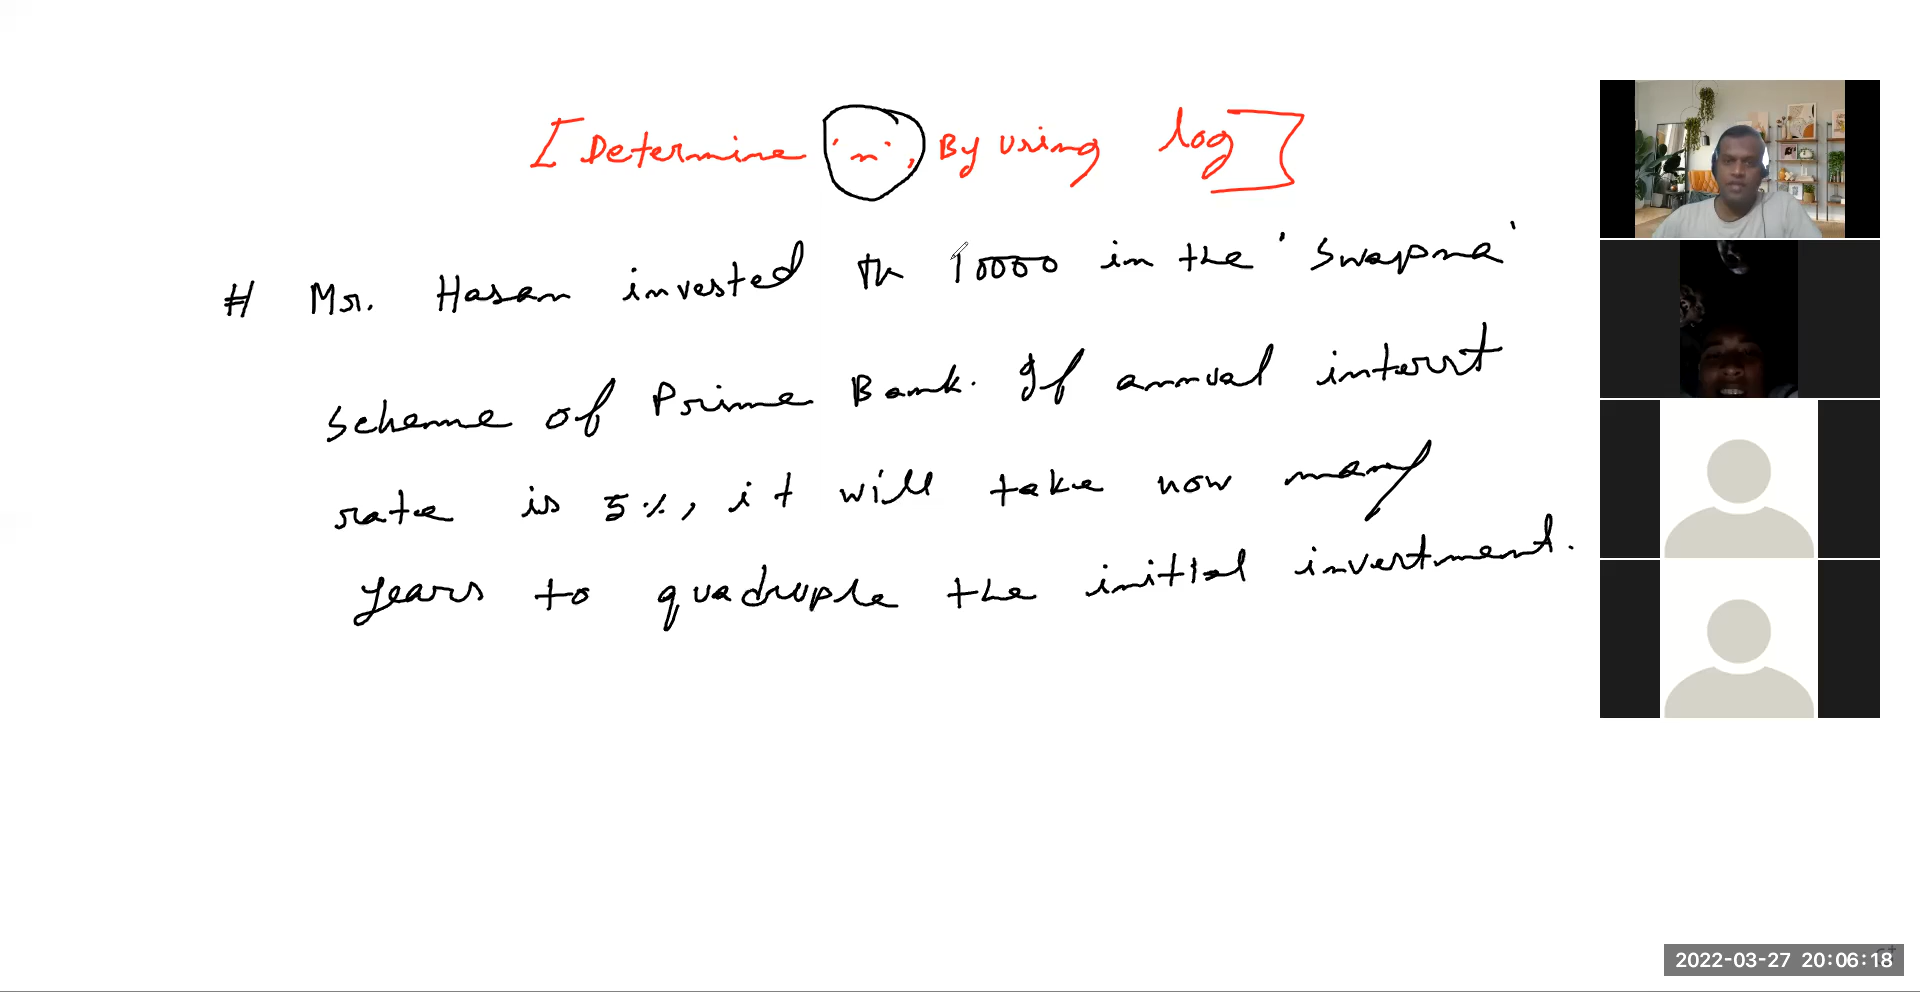 [Determine 'n', By using log]
# Mr. Hasan invested Tk 10000 in the 'Swapna'
scheme of Prime Bank. If annual interest
rate is 5%, it will take how many
years to quadruple the initial investment.
2022-03-27 20:06:18